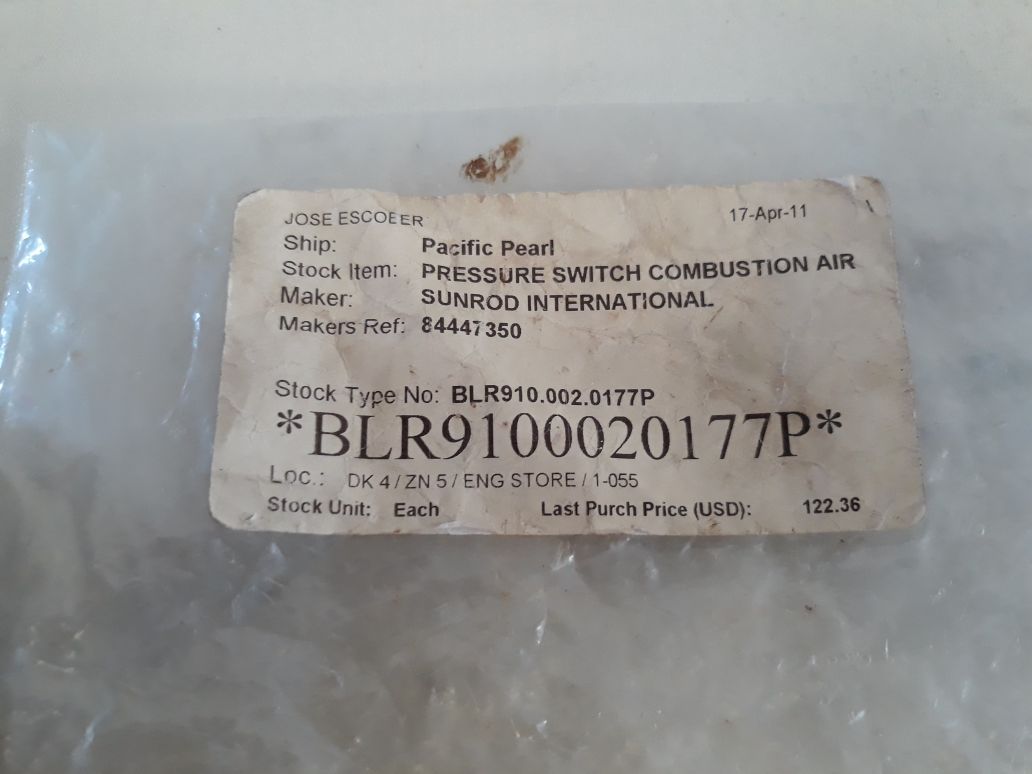 JOSE ESCOBER 17-Apr-11
Ship: Pacific Pearl
Stock Item: PRESSURE SWITCH COMBUSTION AIR
Maker: SUNROD INTERNATIONAL
Makers Ref: 84447350
Stock Type No: BLR910.002.0177P
*BLR9100020177P*
Loc.: DK 4 / ZN 5 / ENG STORE / 1-055
Stock Unit: Each Last Purch Price (USD): 122.36